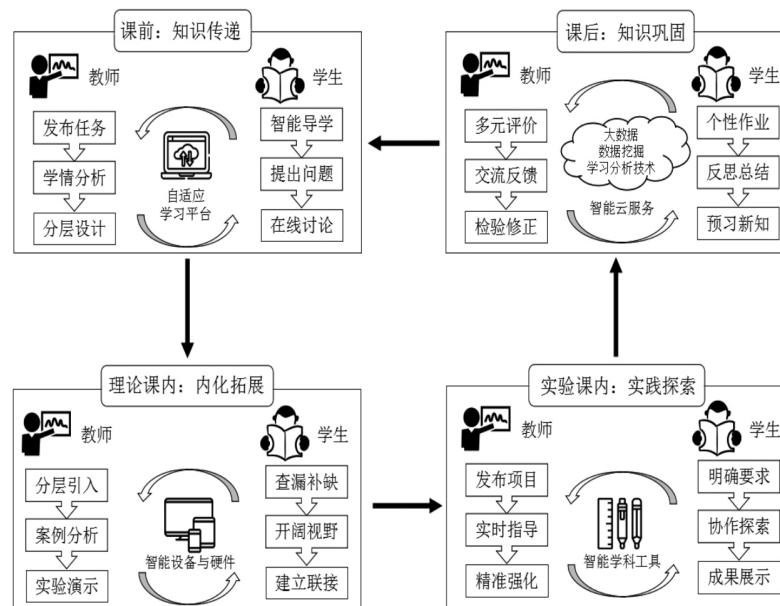 课前：知识传递
教师
学生
发布任务
学情分析
分层设计
自适应
学习平台
智能导学
提出问题
在线讨论
课后：知识巩固
教师
学生
多元评价
交流反馈
检验修正
大数据
数据挖掘
学习分析技术
智能云服务
个性作业
反思总结
预习新知
理论课内：内化拓展
教师
学生
分层引入
案例分析
实验演示
智能设备与硬件
查漏补缺
开阔视野
建立联接
实验课内：实践探索
教师
学生
发布项目
实时指导
精准强化
智能学科工具
明确要求
协作探索
成果展示